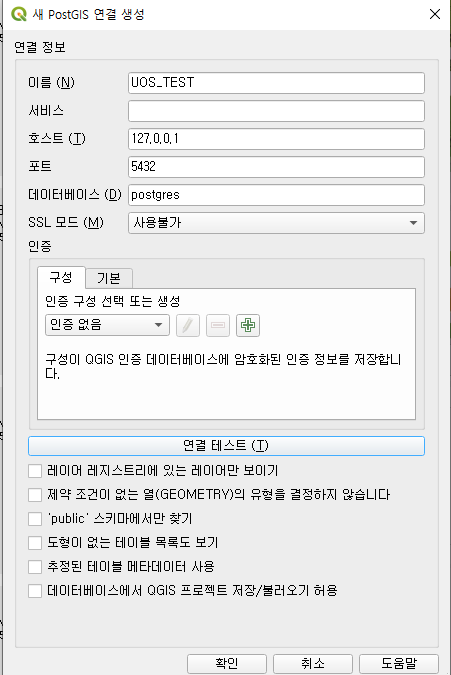 새 PostGIS 연결 생성
연결 정보
이름 (N) UOS_TEST
서비스
호스트 (T) 127.0.0.1
포트 5432
데이터베이스 (D) postgres
SSL 모드 (M) 사용불가
인증
구성 기본
인증 구성 선택 또는 생성
인증 없음
구성이 QGIS 인증 데이터베이스에 암호화된 인증 정보를 저장합니
다.
연결 테스트 (T)
레이어 레지스트리에 있는 레이어만 보이기
제약 조건이 없는 열(GEOMETRY)의 유형을 결정하지 않습니다
'public' 스키마에서만 찾기
도형이 없는 테이블 목록도 보기
추정된 테이블 메타데이터 사용
데이터베이스에서 QGIS 프로젝트 저장/불러오기 허용
확인 취소 도움말